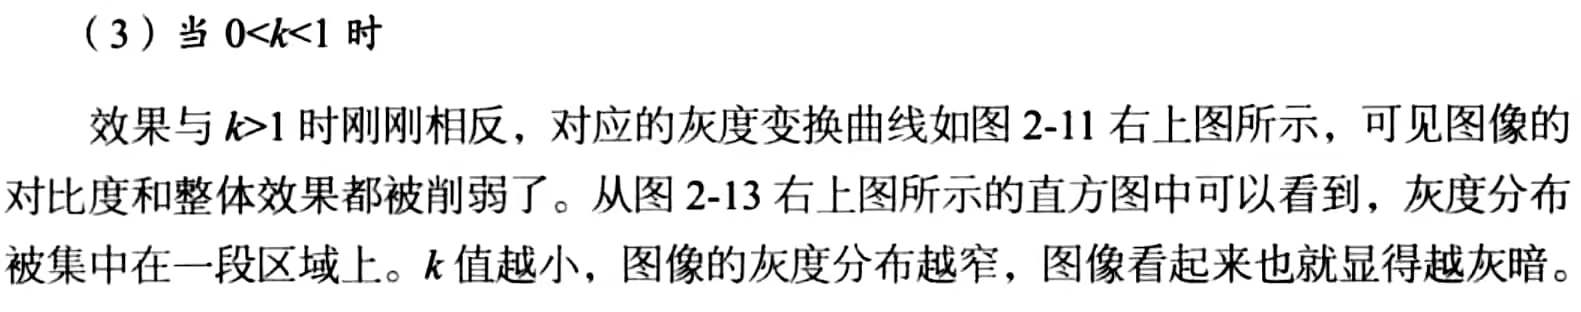 （3）当 0<k<1 时
效果与 k>1 时刚刚相反，对应的灰度变换曲线如图 2-11 右上图所示，可见图像的
对比度和整体效果都被削弱了。从图 2-13 右上图所示的直方图中可以看到，灰度分布
被集中在一段区域上。k 值越小，图像的灰度分布越窄，图像看起来也就显得越灰暗。